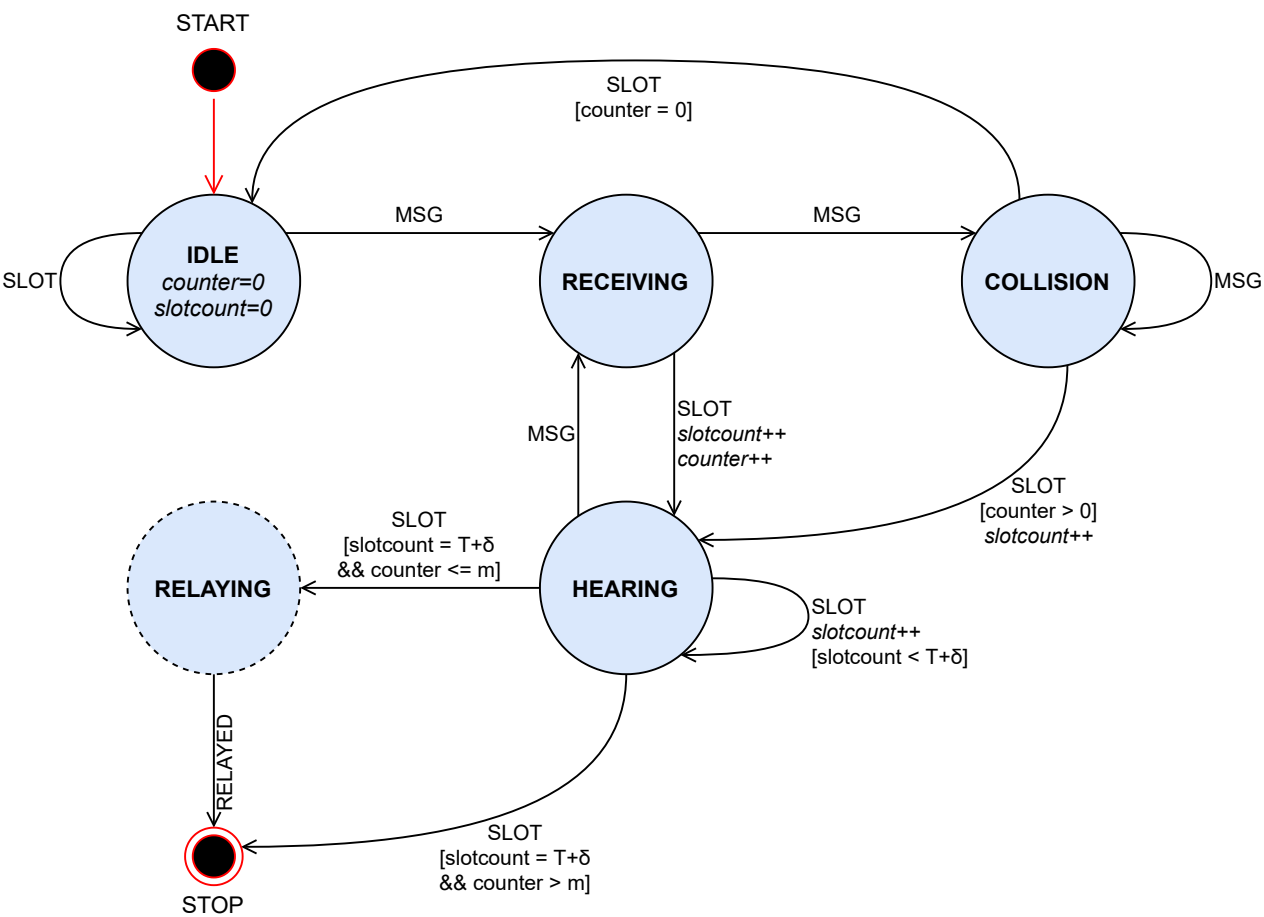 START
SLOT
[counter = 0]
MSG
MSG
IDLE
counter=0
slotcount=0
SLOT
RECEIVING
COLLISION
MSG
MSG
SLOT
slotcount++
counter++
SLOT
[counter > 0]
slotcount++
SLOT
[slotcount = T+δ
&& counter <= m]
RELAYING
HEARING
SLOT
slotcount++
[slotcount < T+δ]
RELAYED
SLOT
[slotcount = T+δ
&& counter > m]
STOP